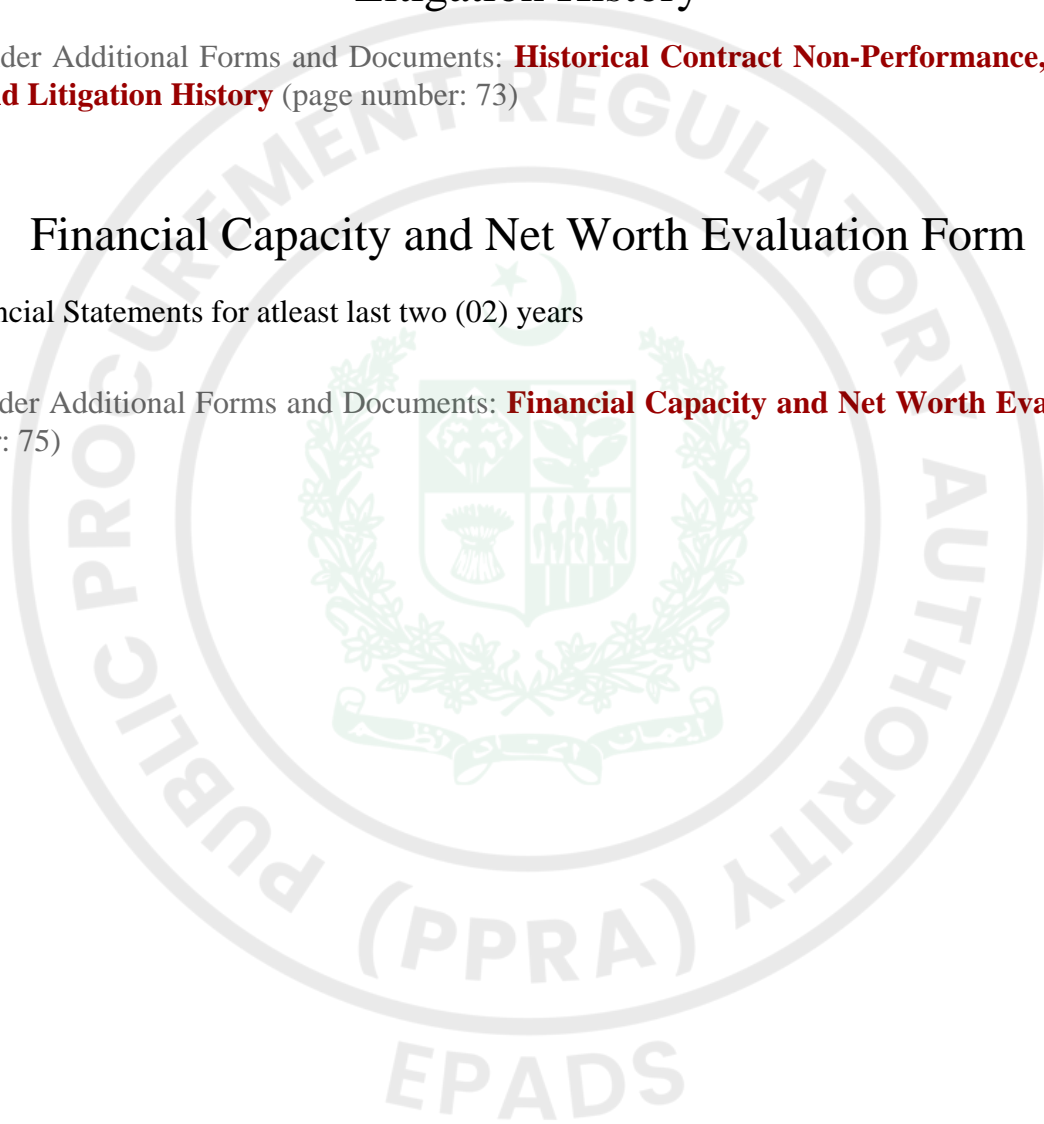 Litigation History
der Additional Forms and Documents: Historical Contract Non-Performance,
d Litigation History (page number: 73)
Financial Capacity and Net Worth Evaluation Form
ncial Statements for atleast last two (02) years
der Additional Forms and Documents: Financial Capacity and Net Worth Eva
: 75)
PUBLIC PROCUREMENT REGULATORY AUTHORITY
(PPRA)
EPADS